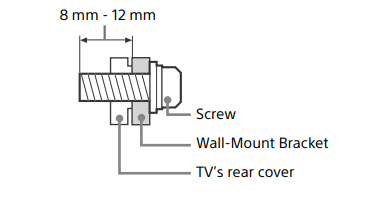 8 mm - 12 mm
Screw
Wall-Mount Bracket
TV’s rear cover